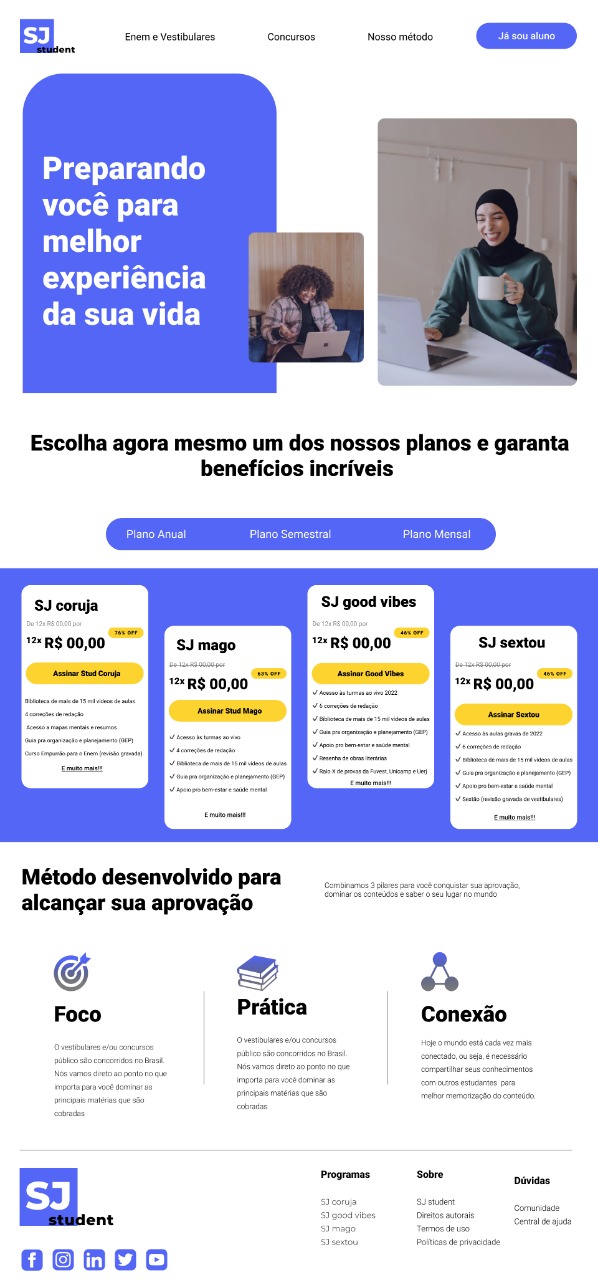 SJ
student
Enem e Vestibulares
Concursos
Nosso método
Já sou aluno
Preparando
você para
melhor
experiência
da sua vida
Escolha agora mesmo um dos nossos planos e garanta
benefícios incríveis
Plano Anual
Plano Semestral
Plano Mensal
SJ coruja
De 12x R$ 00,00 por
76% OFF
12x R$ 00,00
Assinar Stud Coruja
Biblioteca de mais de 15 mil vídeos de aulas
4 correções de redação
Acesso a mapas mentais e resumos
Guia pra organização e planejamento (GEP)
Curso Empurrão para o Enem (revisão gravada)
E muito mais!!!
SJ mago
De 12x R$ 00,00 por
63% OFF
12x R$ 00,00
Assinar Stud Mago
✓ Acesso às turmas ao vivo
✓ 4 correções de redação
✓ Biblioteca de mais de 15 mil vídeos de aulas
✓ Guia pra organização e planejamento (GEP)
✓ Apoio pro bem-estar e saúde mental
E muito mais!!!
SJ good vibes
De 12x R$ 00,00 por
46% OFF
12x R$ 00,00
Assinar Good Vibes
✓ Acesso às turmas ao vivo 2022
✓ 6 correções de redação
✓ Biblioteca de mais de 15 mil vídeos de aulas
✓ Guia pra organização e planejamento (GEP)
✓ Apoio pro bem-estar e saúde mental
✓ Resenha de obras literárias
✓ Raio-X de provas da Fuvest, Unicamp e Uerj
E muito mais!!!
SJ sextou
De 12x R$ 00,00 por
46% OFF
12x R$ 00,00
Assinar Sextou
✓ Acesso às aulas gravas de 2022
✓ 6 correções de redação
✓ Biblioteca de mais de 15 mil vídeos de aulas
✓ Guia pra organização e planejamento (GEP)
✓ Apoio pro bem-estar e saúde mental
✓ Sextão (revisão gravada de vestibulares)
E muito mais!!!
Método desenvolvido para
alcançar sua aprovação
Combinamos 3 pilares para você conquistar sua aprovação,
dominar os conteúdos e saber o seu lugar no mundo
Foco
O vestibulares e/ou concursos
público são concorridos no Brasil.
Nós vamos direto ao ponto no que
importa para você dominar as
principais matérias que são
cobradas
Prática
O vestibulares e/ou concursos
público são concorridos no Brasil.
Nós vamos direto ao ponto no que
importa para você dominar as
principais matérias que são
cobradas
Conexão
Hoje o mundo está cada vez mais
conectado, ou seja, é necessário
compartilhar seus conhecimentos
com outros estudantes para
melhor memorização do conteúdo.
SJ
student
Programas
SJ coruja
SJ good vibes
SJ mago
SJ sextou
Sobre
SJ student
Direitos autorais
Termos de uso
Políticas de privacidade
Dúvidas
Comunidade
Central de ajuda